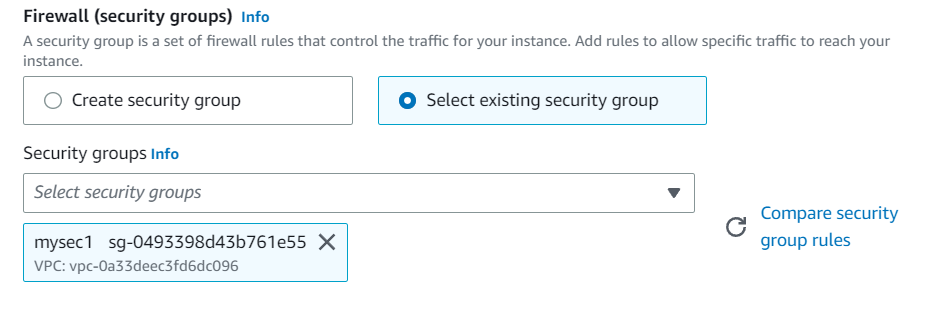 Firewall (security groups) Info
A security group is a set of firewall rules that control the traffic for your instance. Add rules to allow specific traffic to reach your
instance.
Create security group
Select existing security group
Security groups Info
Select security groups
Compare security
group rules
mysec1 sg-0493398d43b761e55
VPC: vpc-0a33deec3fd6dc096